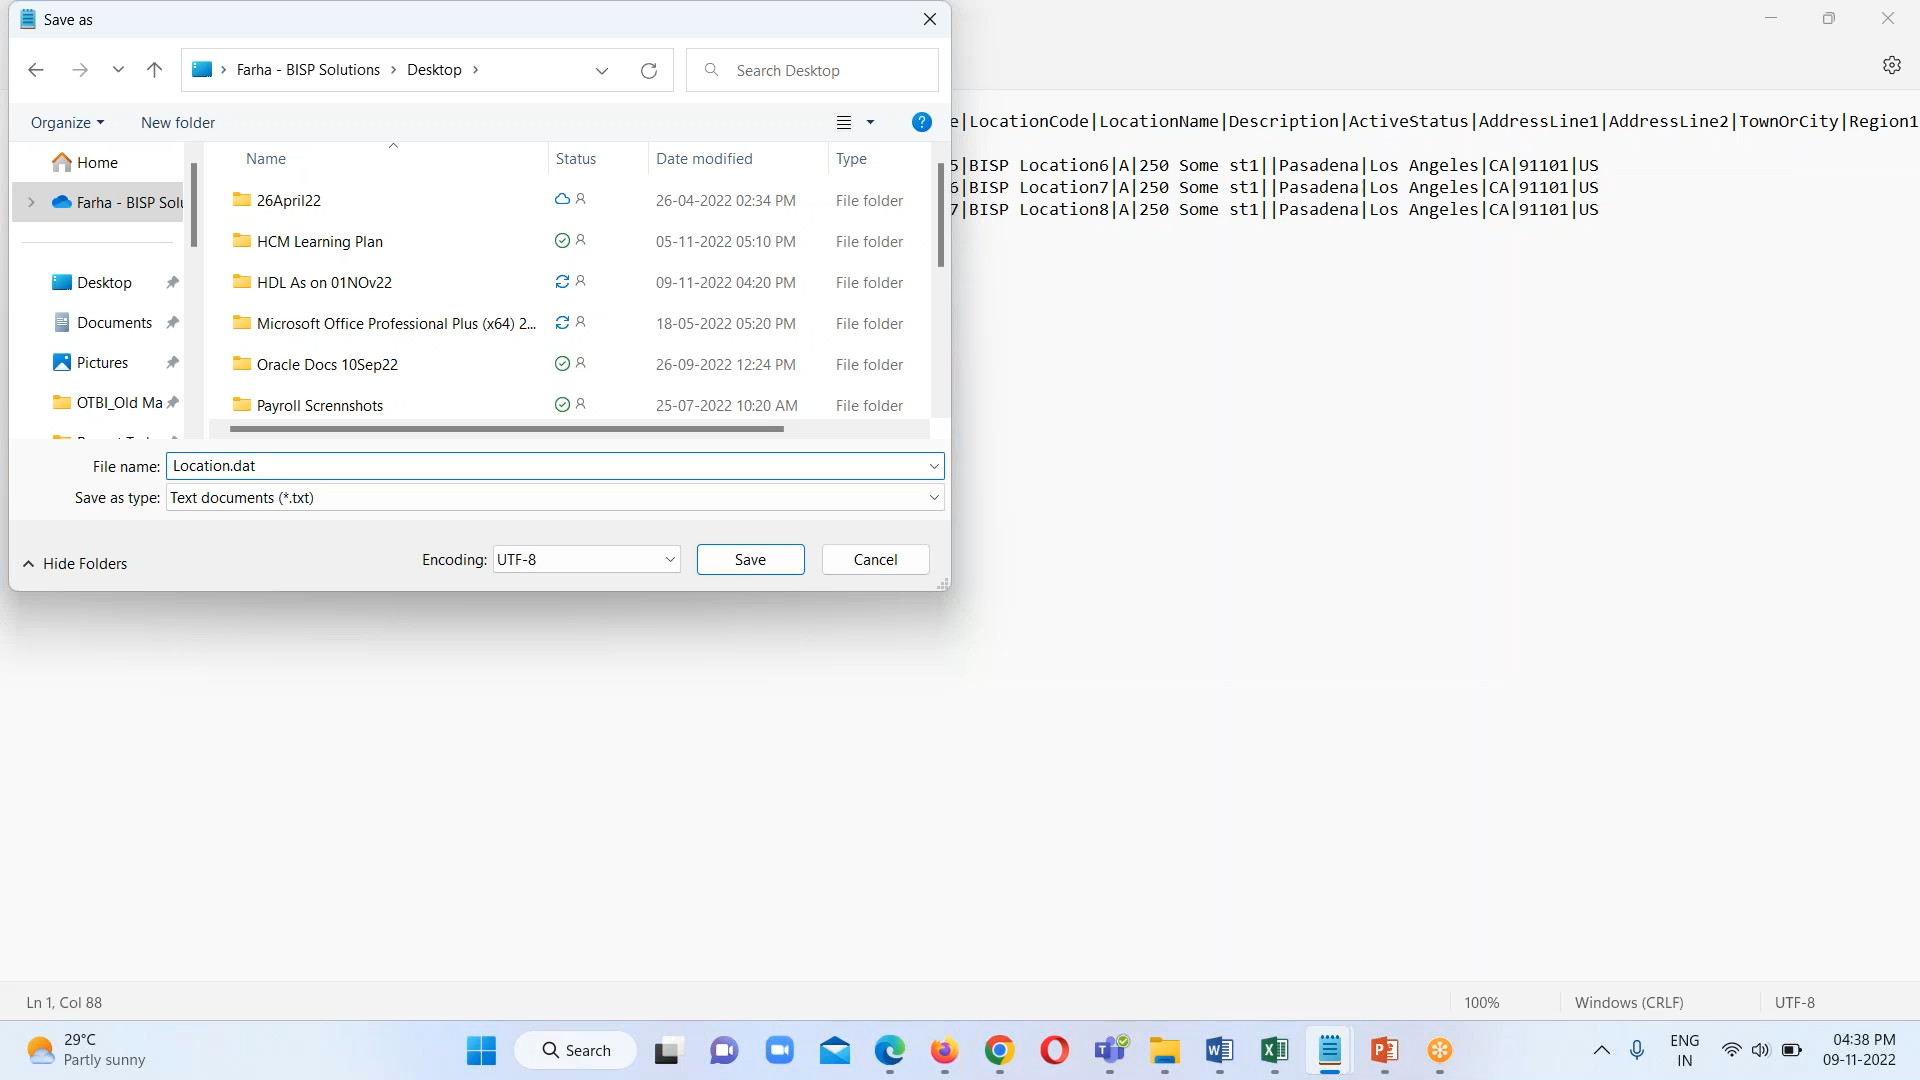 Save as
Farha - BISP Solutions > Desktop >
Search Desktop
Organize
New folder
?
Home
Farha - BISP Solu
Desktop
Documents
Pictures
OTBI_Old Ma
Name Status Date modified Type
26April22 26-04-2022 02:34 PM File folder
HCM Learning Plan 05-11-2022 05:10 PM File folder
HDL As on 01NOv22 09-11-2022 04:20 PM File folder
Microsoft Office Professional Plus (x64) 2... 18-05-2022 05:20 PM File folder
Oracle Docs 10Sep22 26-09-2022 12:24 PM File folder
Payroll Scrennshots 25-07-2022 10:20 AM File folder
File name: Location.dat
Save as type: Text documents (*.txt)
Hide Folders
Encoding: UTF-8
Save
Cancel
e|LocationCode|LocationName|Description|ActiveStatus|AddressLine1|AddressLine2|TownOrCity|Region1
5|BISP Location6|A|250 Some st1||Pasadena|Los Angeles|CA|91101|US
6|BISP Location7|A|250 Some st1||Pasadena|Los Angeles|CA|91101|US
7|BISP Location8|A|250 Some st1||Pasadena|Los Angeles|CA|91101|US
Ln 1, Col 88
100%
Windows (CRLF)
UTF-8
29°C
Partly sunny
Search
ENG
IN
04:38 PM
09-11-2022